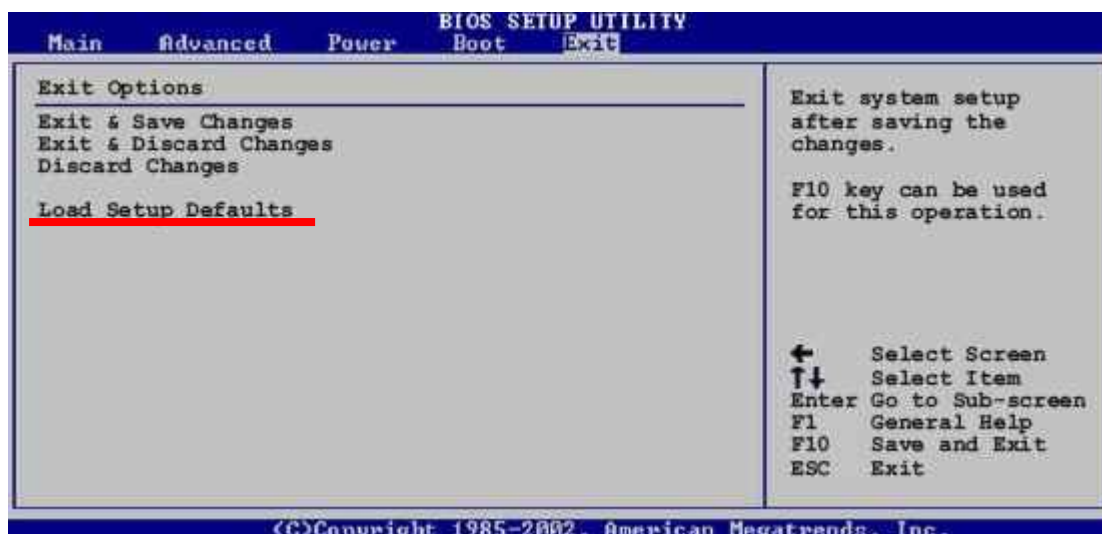 BIOS SETUP UTILITY
Main Advanced Power Boot Exit
Exit Options
Exit & Save Changes
Exit & Discard Changes
Discard Changes
Load Setup Defaults
Exit system setup
after saving the
changes.
F10 key can be used
for this operation.
← Select Screen
↑↓ Select Item
Enter Go to Sub-screen
F1 General Help
F10 Save and Exit
ESC Exit
(C)Copyright 1985-2002, American Megatrends, Inc.